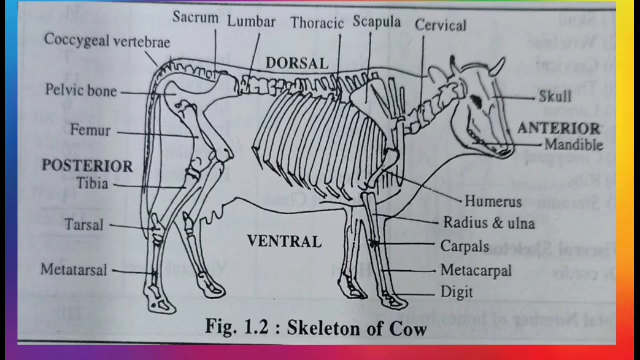 Sacrum Lumbar Thoracic Scapula Cervical
Coccygeal vertebrae
DORSAL
Pelvic bone
Skull
Femur
ANTERIOR
Mandible
POSTERIOR
Tibia
Humerus
Tarsal
Radius & ulna
VENTRAL
Carpals
Metatarsal
Metacarpal
Digit
Fig. 1.2 : Skeleton of Cow